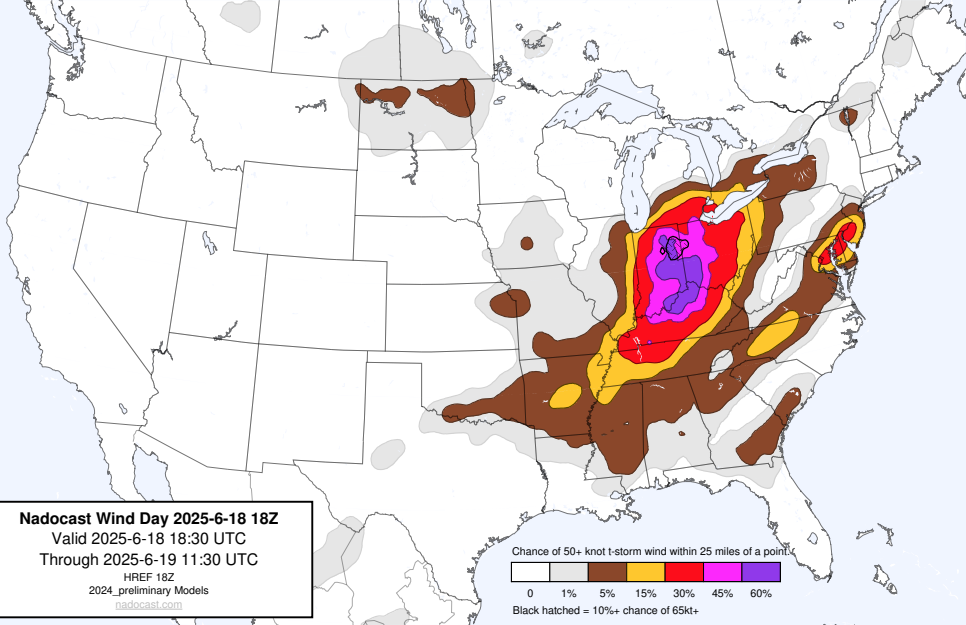 Nadocast Wind Day 2025-6-18 18Z
Valid 2025-6-18 18:30 UTC
Through 2025-6-19 11:30 UTC
HREF 18Z
2024_preliminary Models
nadocast.com
Chance of 50+ knot t-storm wind within 25 miles of a point.
0 1% 5% 15% 30% 45% 60%
Black hatched = 10%+ chance of 65kt+